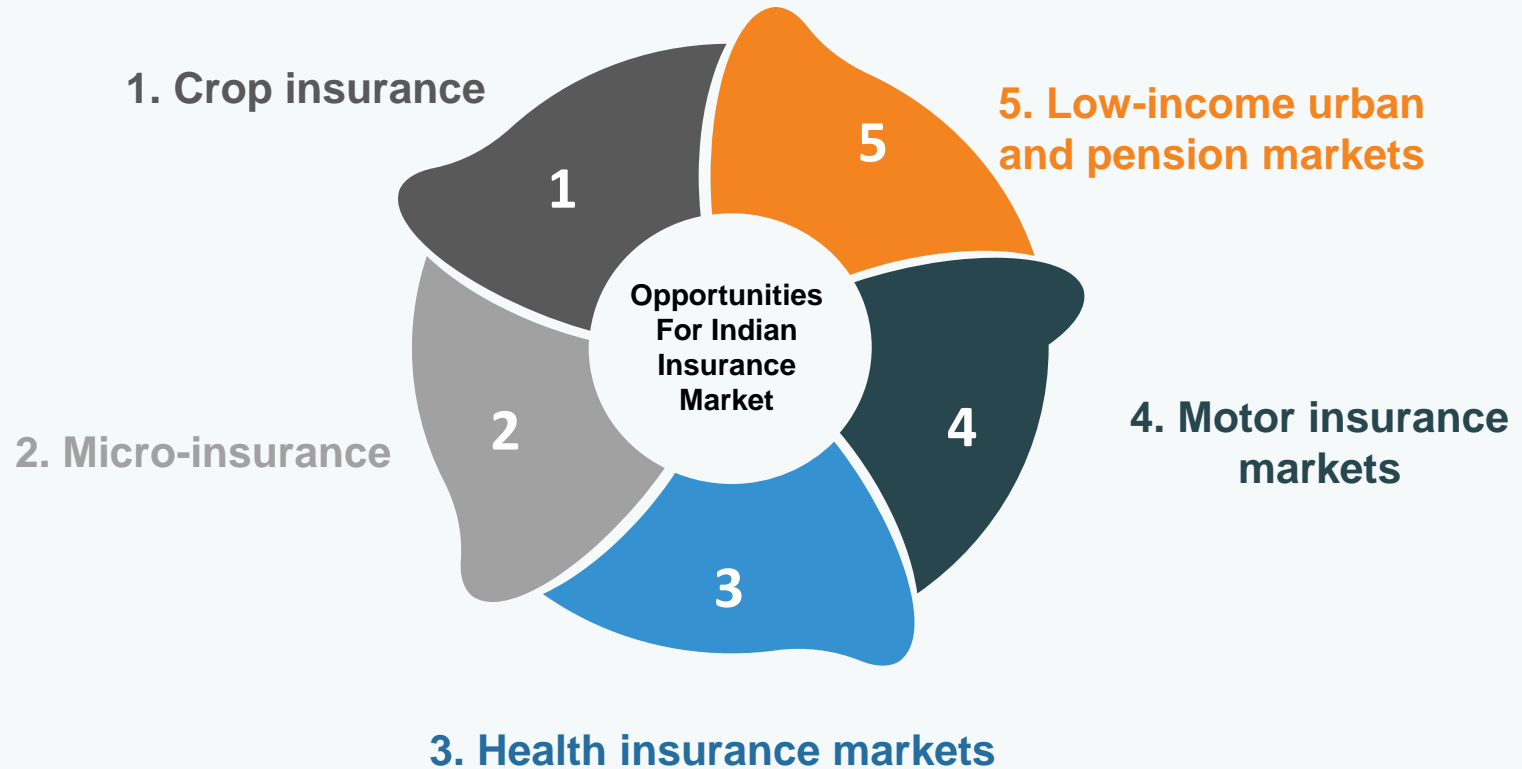 1. Crop insurance
1
5
5. Low-income urban
and pension markets
Opportunities
For Indian
Insurance
Market
2. Micro-insurance
2
4
4. Motor insurance
markets
3
3. Health insurance markets